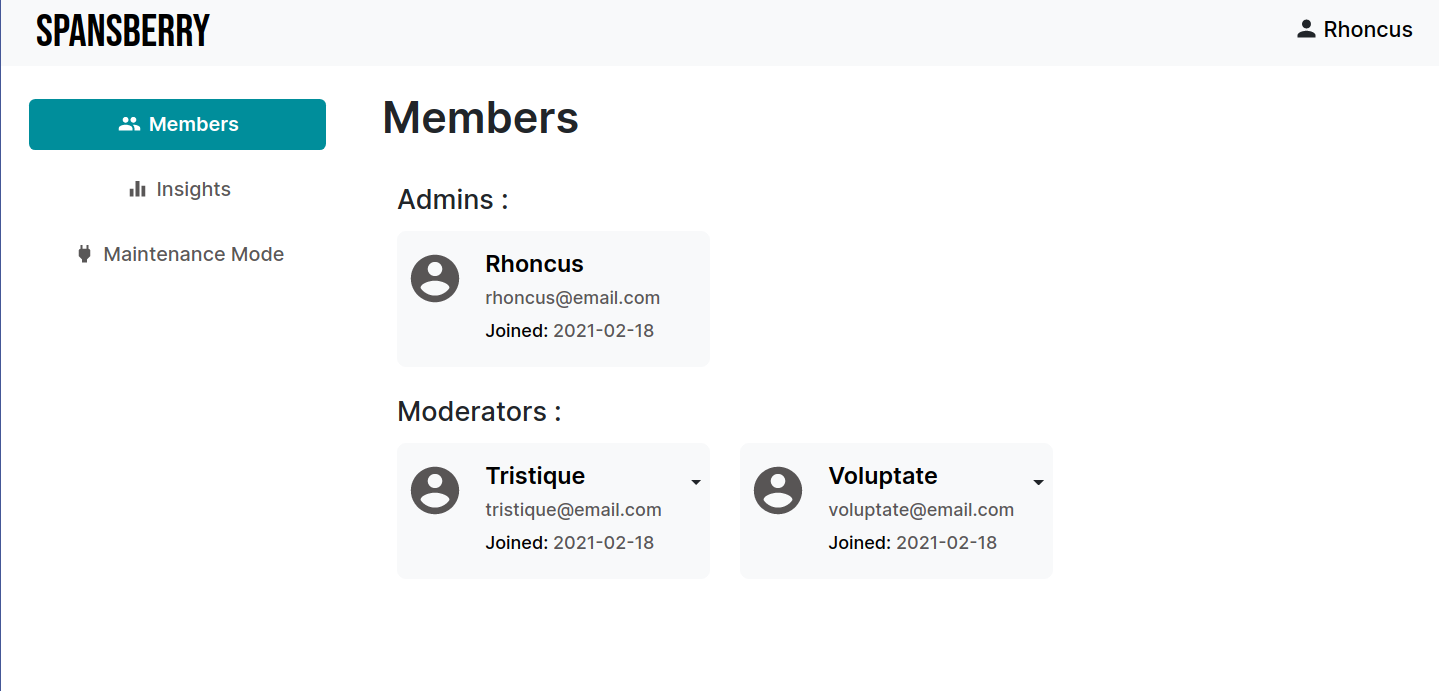 SPANSBERRY
Rhoncus
Members
Insights
Maintenance Mode
Members
Admins :
Rhoncus
rhoncus@email.com
Joined: 2021-02-18
Moderators :
Tristique
tristique@email.com
Joined: 2021-02-18
Voluptate
voluptate@email.com
Joined: 2021-02-18